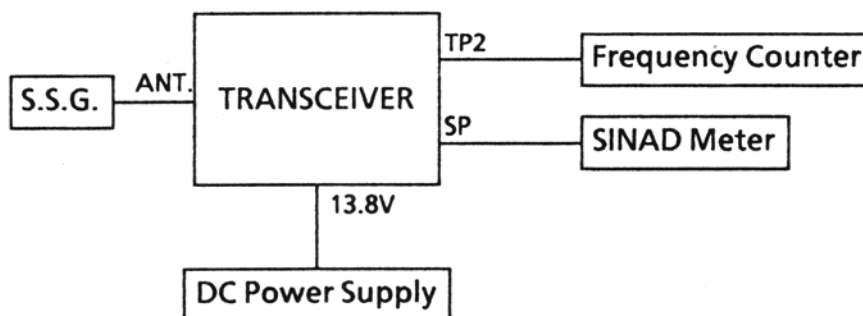 TP2
Frequency Counter
ANT.
S.S.G.
TRANSCEIVER
SP
SINAD Meter
13.8V
DC Power Supply